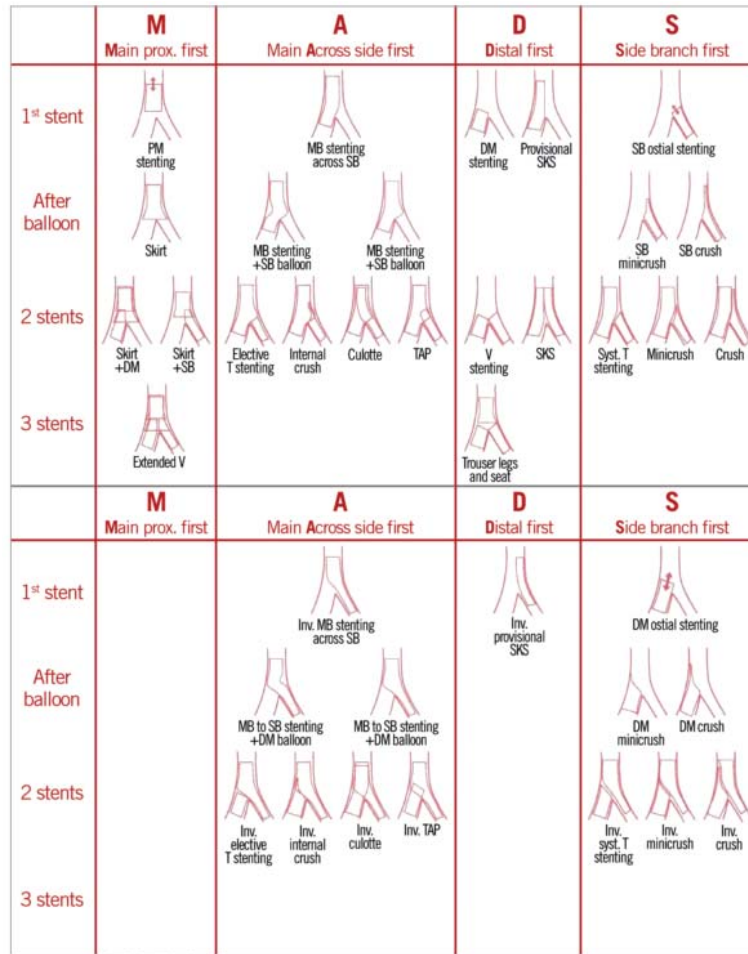 M A D S
Main prox. first Main Across side first Distal first Side branch first
1st stent
PM stenting
MB stenting across SB
DM stenting
Provisional SKS
SB ostial stenting
After balloon
Skirt
MB stenting +SB balloon
MB stenting +SB balloon
SB minicrush
SB crush
2 stents
Skirt +DM
Skirt +SB
Elective T stenting
Internal crush
Culotte
TAP
V stenting
SKS
Syst. T stenting
Minicrush
Crush
3 stents
Extended V
Trouser legs and seat
M A D S
Main prox. first Main Across side first Distal first Side branch first
1st stent
Inv. MB stenting across SB
Inv. provisional SKS
DM ostial stenting
After balloon
MB to SB stenting +DM balloon
MB to SB stenting +DM balloon
DM minicrush
DM crush
2 stents
Inv. elective T stenting
Inv. internal crush
Inv. culotte
Inv. TAP
Inv. syst. T stenting
Inv. minicrush
Inv. crush
3 stents